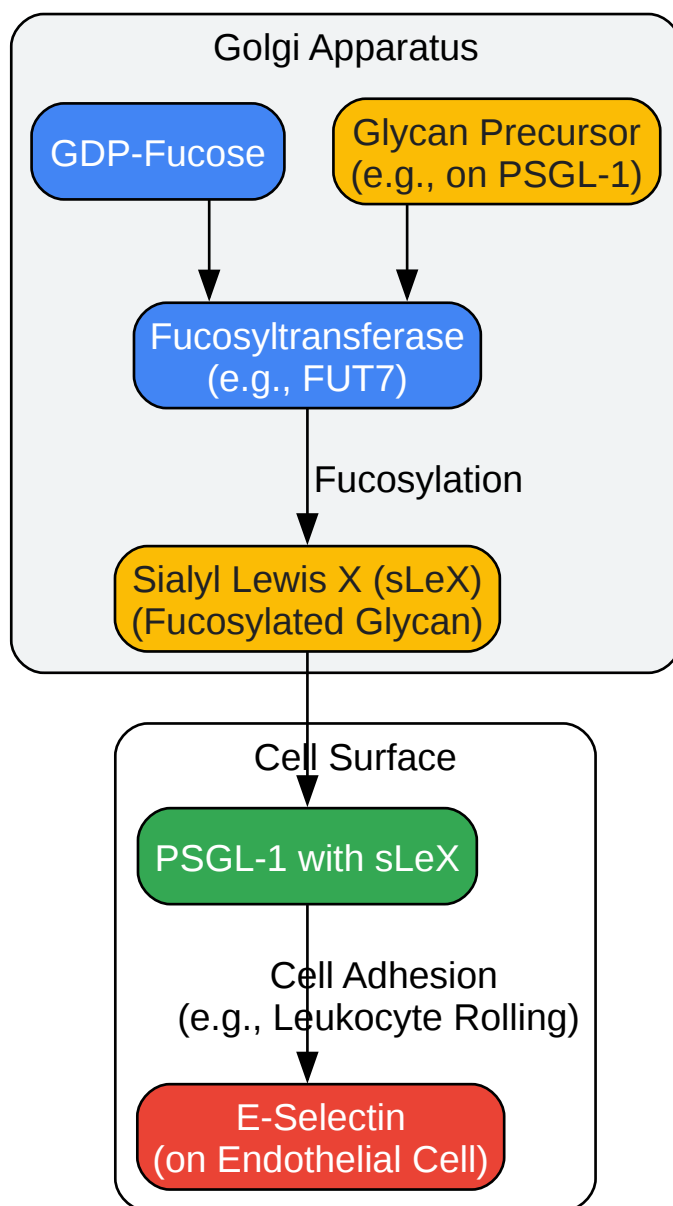 Golgi Apparatus
GDP-Fucose
Glycan Precursor
(e.g., on PSGL-1)
Fucosyltransferase
(e.g., FUT7)
Fucosylation
Sialyl Lewis X (sLeX)
(Fucosylated Glycan)
Cell Surface
PSGL-1 with sLeX
Cell Adhesion
(e.g., Leukocyte Rolling)
E-Selectin
(on Endothelial Cell)